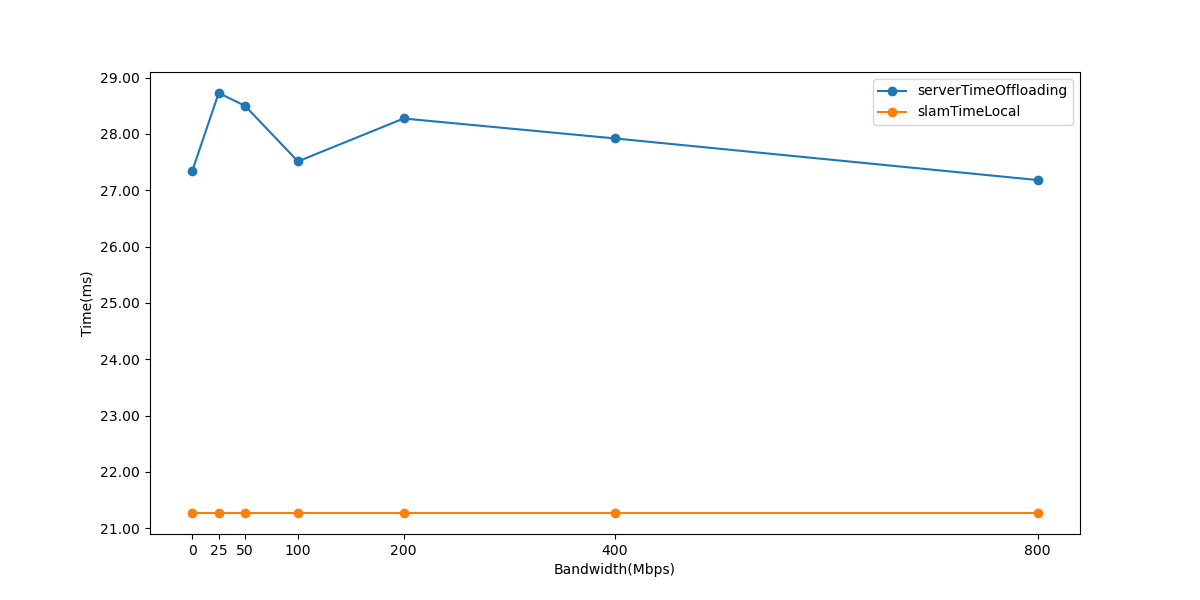 serverTimeOffloading
slamTimeLocal
Time(ms)
29.00
28.00
27.00
26.00
25.00
24.00
23.00
22.00
21.00
0 25 50 100 200 400 800
Bandwidth(Mbps)